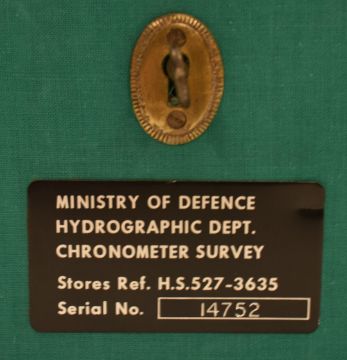 MINISTRY OF DEFENCE
HYDROGRAPHIC DEPT.
CHRONOMETER SURVEY
Stores Ref. H.S.527-3635
Serial No. 14752